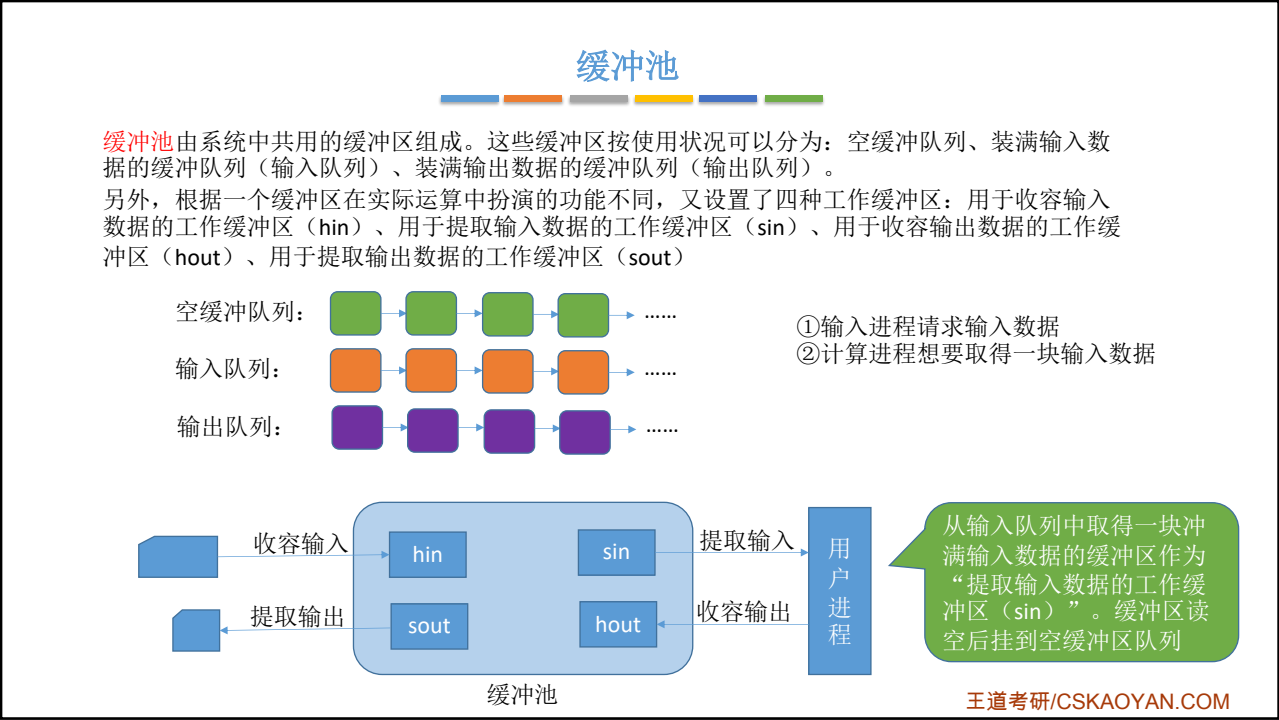 缓冲池
缓冲池由系统中共用的缓冲区组成。这些缓冲区按使用状况可以分为：空缓冲队列、装满输入数
据的缓冲队列（输入队列）、装满输出数据的缓冲队列（输出队列）。
另外，根据一个缓冲区在实际运算中扮演的功能不同，又设置了四种工作缓冲区：用于收容输入
数据的工作缓冲区（hin）、用于提取输入数据的工作缓冲区（sin）、用于收容输出数据的工作缓
冲区（hout）、用于提取输出数据的工作缓冲区（sout）
空缓冲队列：
……
输入队列：
……
输出队列：
……
①输入进程请求输入数据
②计算进程想要取得一块输入数据
收容输入
hin
sin
提取输入
提取输出
sout
hout
收容输出
用户进程
缓冲池
从输入队列中取得一块冲
满输入数据的缓冲区作为
“提取输入数据的工作缓
冲区（sin）”。缓冲区读
空后挂到空缓冲区队列
王道考研/CSKAOYAN.COM